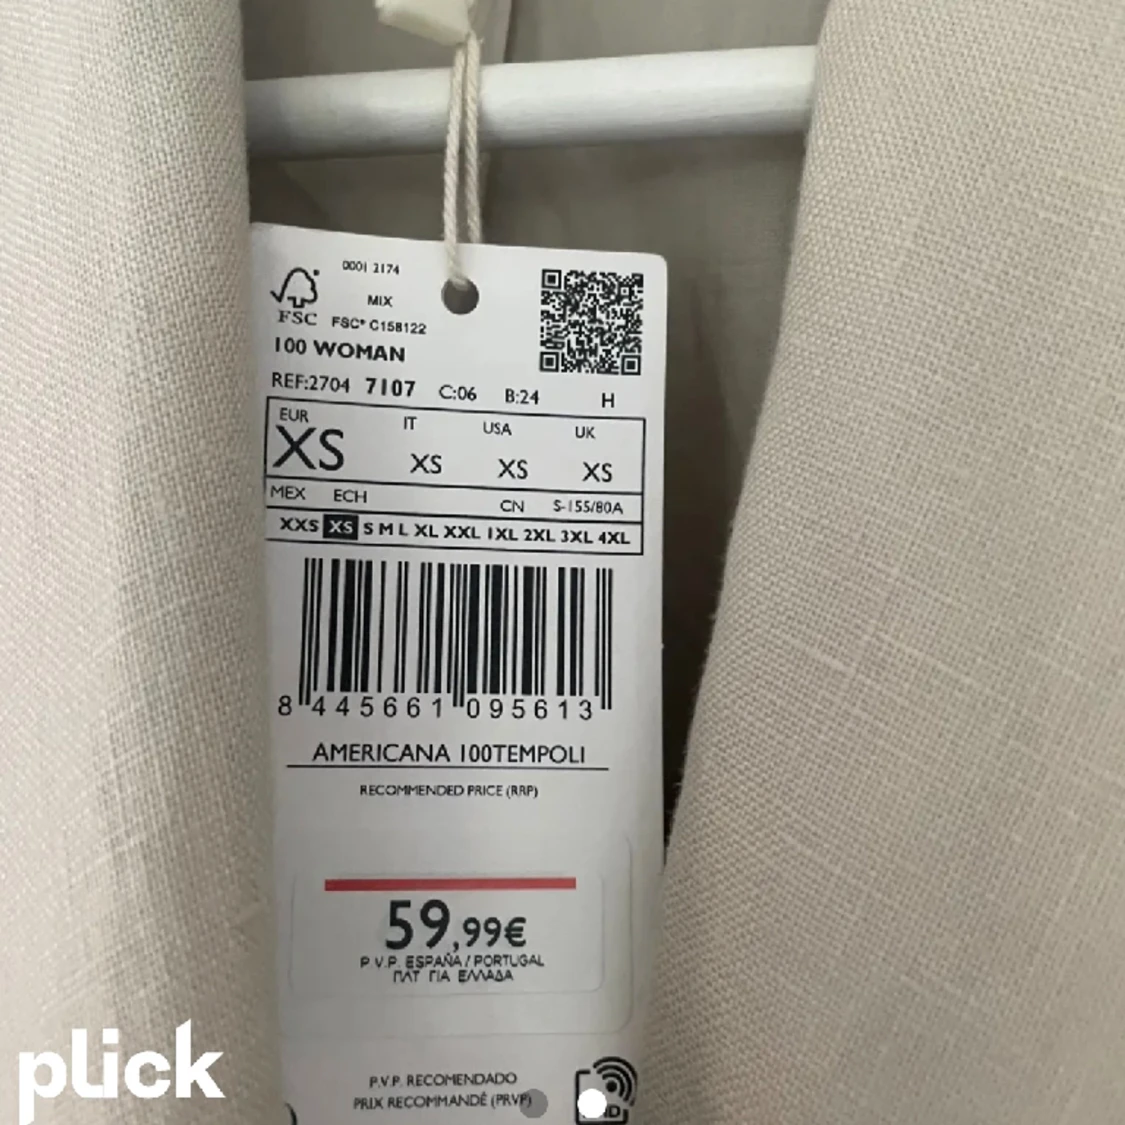 0001 2174
MIX
FSC
FSC® C158122
100 WOMAN
REF:2704 7107 C:06 B:24 H
EUR IT USA UK
XS XS XS XS
MEX ECH CN S-155/80A
XXS XS S M L XL XXL 1XL 2XL 3XL 4XL
8 445661 095613
AMERICANA 100TEMPOLI
RECOMMENDED PRICE (RRP)
59,99€
P.V.P. ESPAÑA / PORTUGAL
ΠΛΤ ΓΙΑ ΕΛΛΑΔΑ
P.V.P. RECOMENDADO
PRIX RECOMMANDÉ (PRVP)
plick